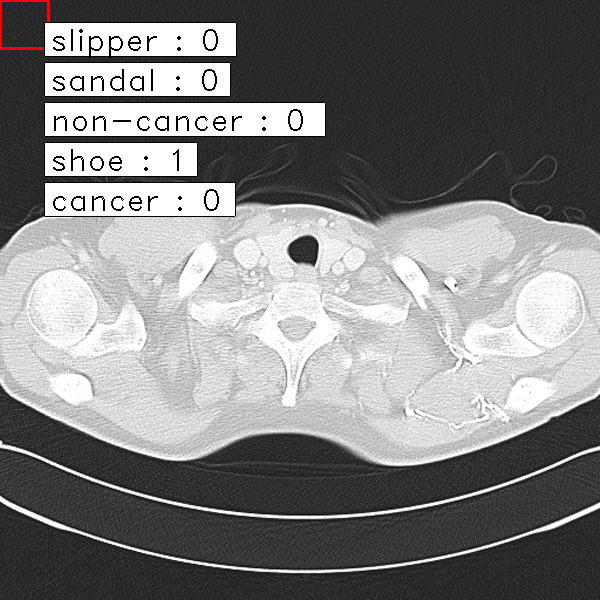 slipper : 0
sandal : 0
non-cancer : 0
shoe : 1
cancer : 0